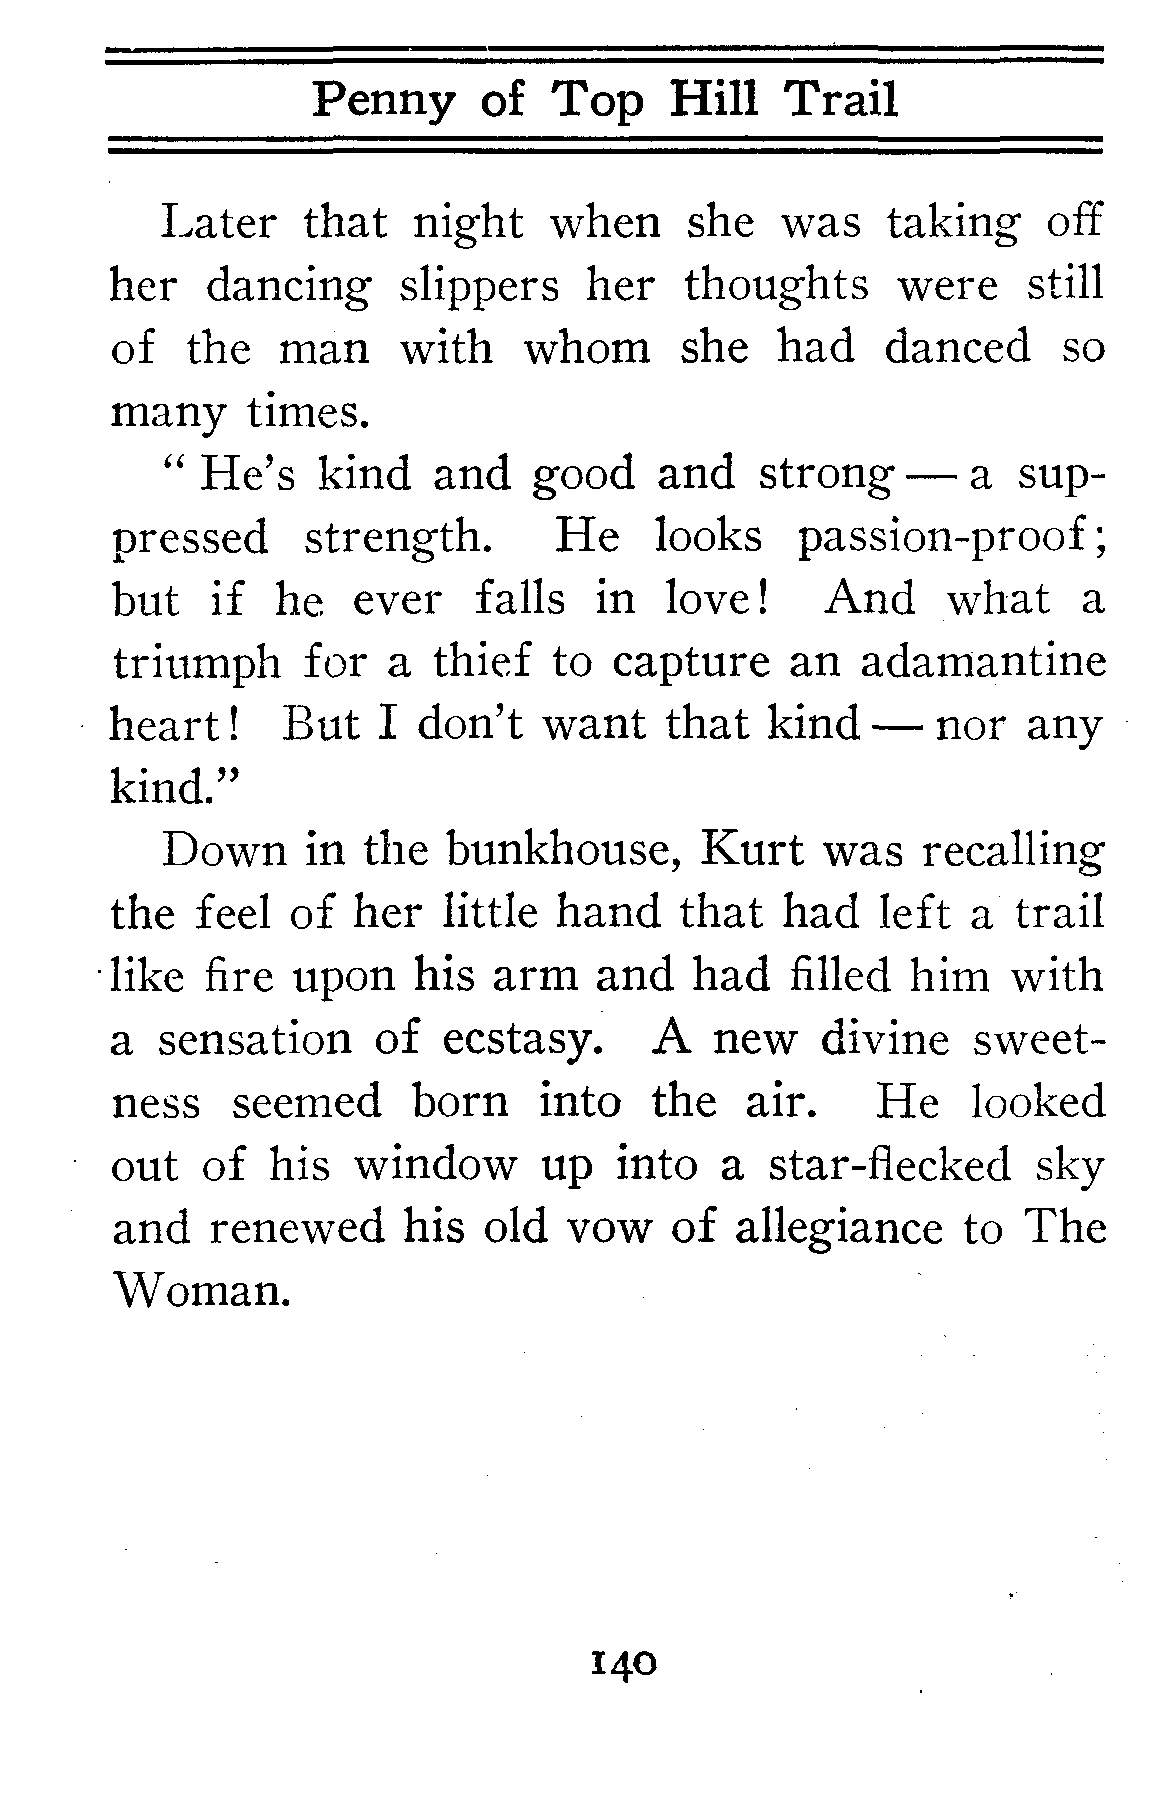 Penny of Top Hill Trail
Later that night when she was taking off
her dancing slippers her thoughts were still
of the man with whom she had danced so
many times.
“ He’s kind and good and strong — a sup-
pressed strength. He looks passion-proof;
but if he ever falls in love! And what a
triumph for a thief to capture an adamantine
heart! But I don’t want that kind — nor any
kind.”
Down in the bunkhouse, Kurt was recalling
the feel of her little hand that had left a trail
like fire upon his arm and had filled him with
a sensation of ecstasy. A new divine sweet-
ness seemed born into the air. He looked
out of his window up into a star-flecked sky
and renewed his old vow of allegiance to The
Woman.
140